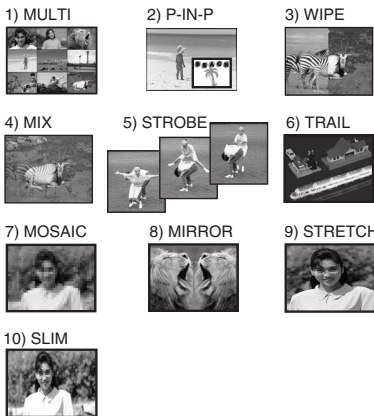 1) MULTI
2) P-IN-P
3) WIPE
4) MIX
5) STROBE
6) TRAIL
7) MOSAIC
8) MIRROR
9) STRETCH
10) SLIM